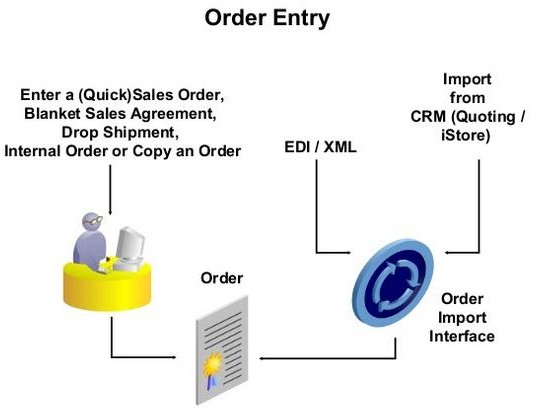 Order Entry
Enter a (Quick)Sales Order,
Blanket Sales Agreement,
Drop Shipment,
Internal Order or Copy an Order
EDI / XML
Import
from
CRM (Quoting /
iStore)
Order
Order
Import
Interface